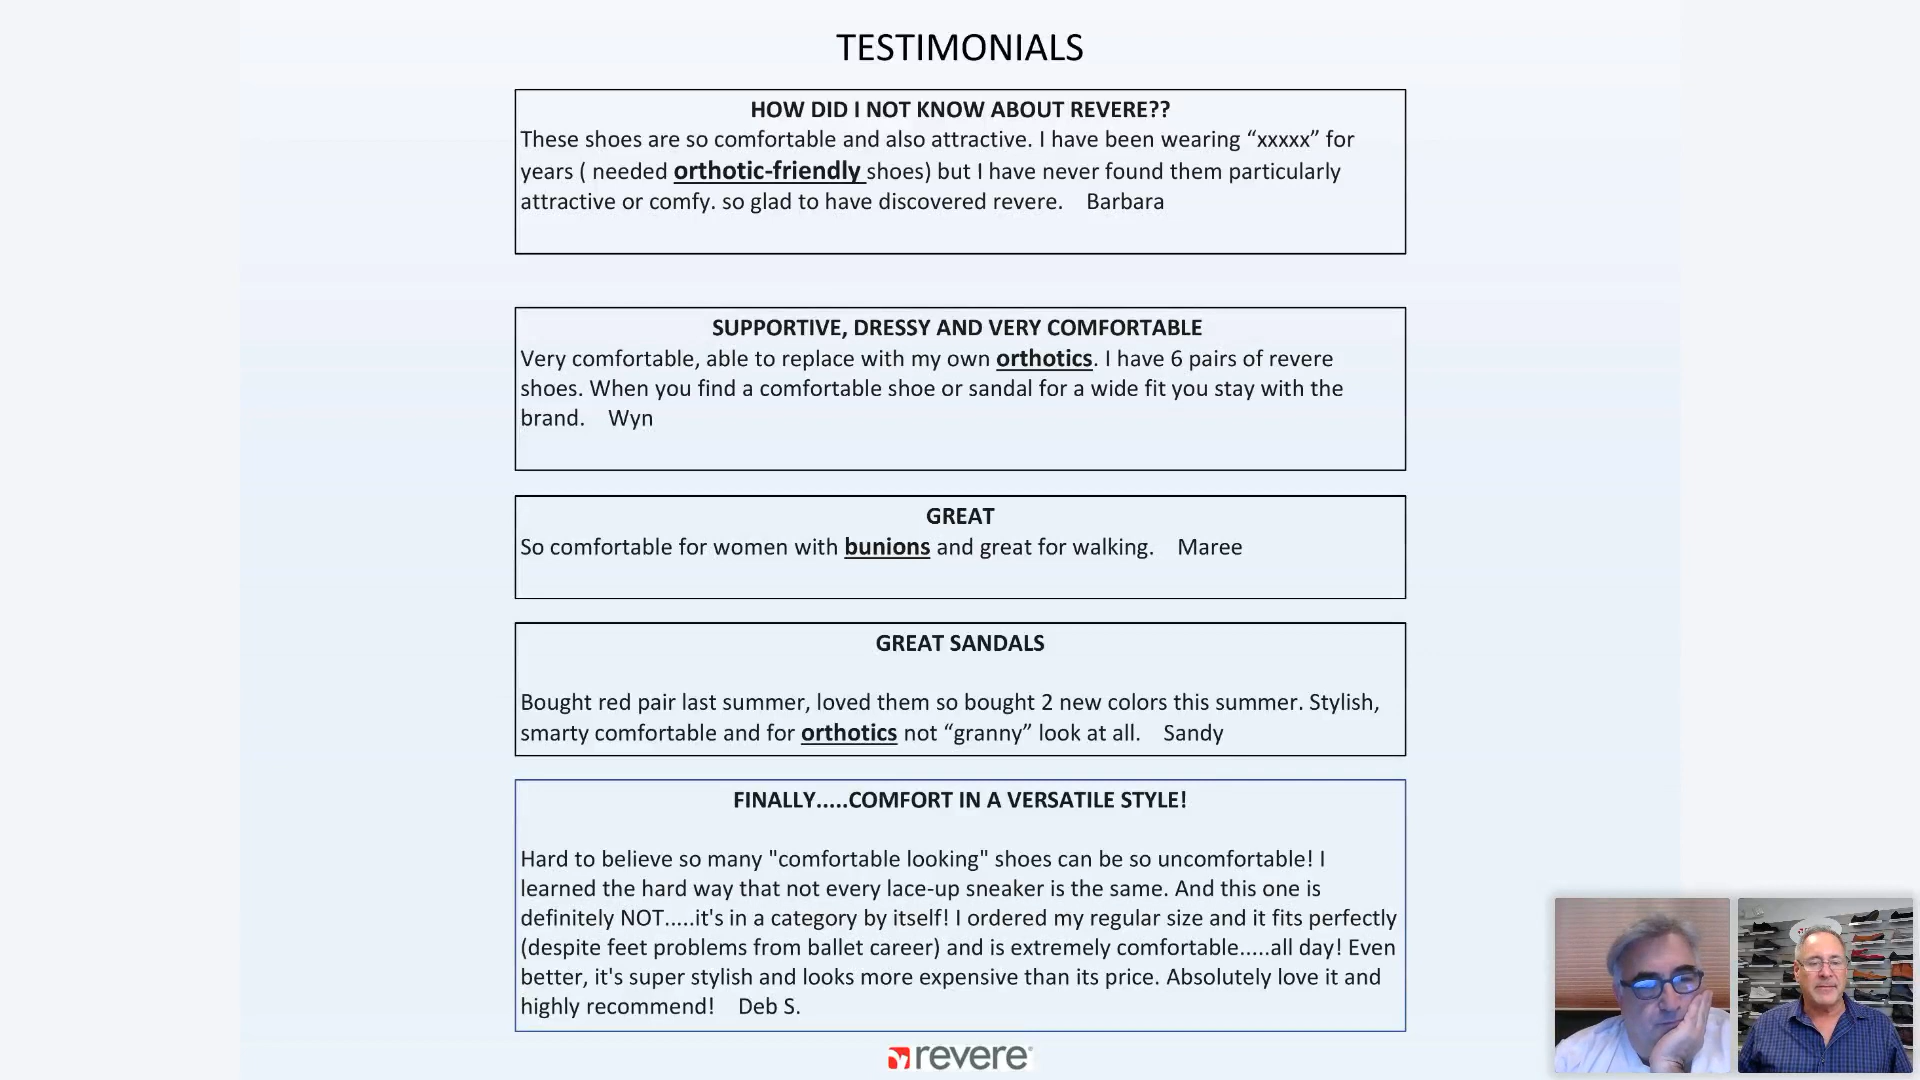 TESTIMONIALS
HOW DID I NOT KNOW ABOUT REVERE??
These shoes are so comfortable and also attractive. I have been wearing “xxxxx” for
years ( needed orthotic-friendly shoes) but I have never found them particularly
attractive or comfy. so glad to have discovered revere. Barbara
SUPPORTIVE, DRESSY AND VERY COMFORTABLE
Very comfortable, able to replace with my own orthotics. I have 6 pairs of revere
shoes. When you find a comfortable shoe or sandal for a wide fit you stay with the
brand. Wyn
GREAT
So comfortable for women with bunions and great for walking. Maree
GREAT SANDALS
Bought red pair last summer, loved them so bought 2 new colors this summer. Stylish,
smarty comfortable and for orthotics not “granny” look at all. Sandy
FINALLY.....COMFORT IN A VERSATILE STYLE!
Hard to believe so many "comfortable looking" shoes can be so uncomfortable! I
learned the hard way that not every lace-up sneaker is the same. And this one is
definitely NOT.....it's in a category by itself! I ordered my regular size and it fits perfectly
(despite feet problems from ballet career) and is extremely comfortable.....all day! Even
better, it's super stylish and looks more expensive than its price. Absolutely love it and
highly recommend! Deb S.
revere